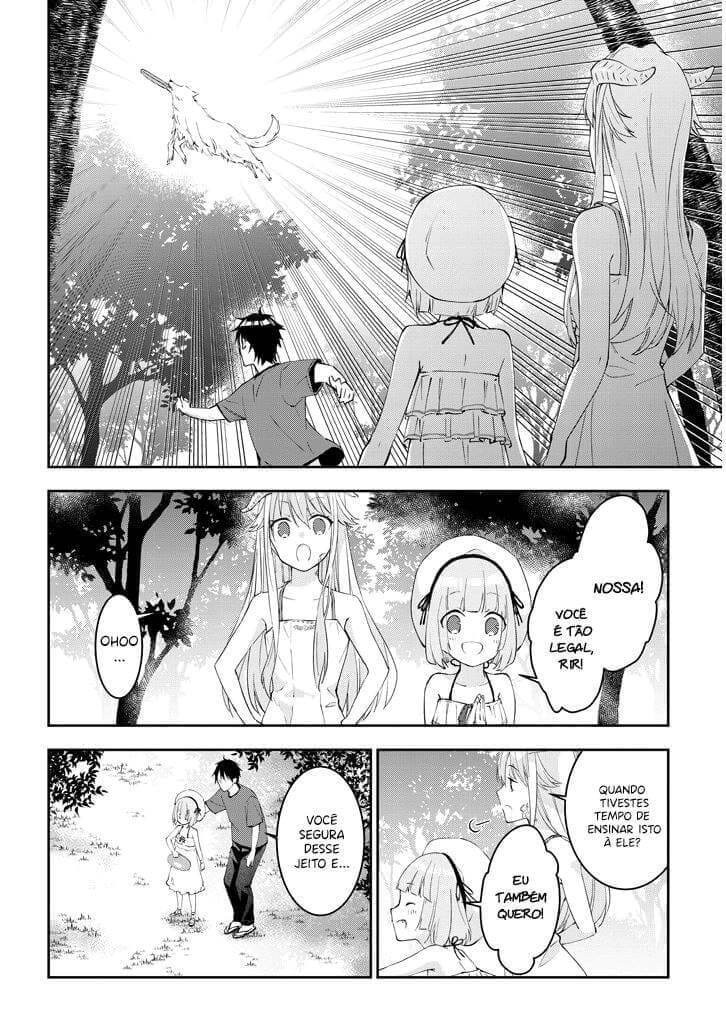 NOSSA!
VOCÊ
É TÃO
LEGAL,
RIR!
OHOO
...
QUANDO
TIVESTES
TEMPO DE
ENSINAR ISTO
À ELE?
EU
TAMBÉM
QUERO!
VOCÊ
SEGURA
DESSE
JEITO E...